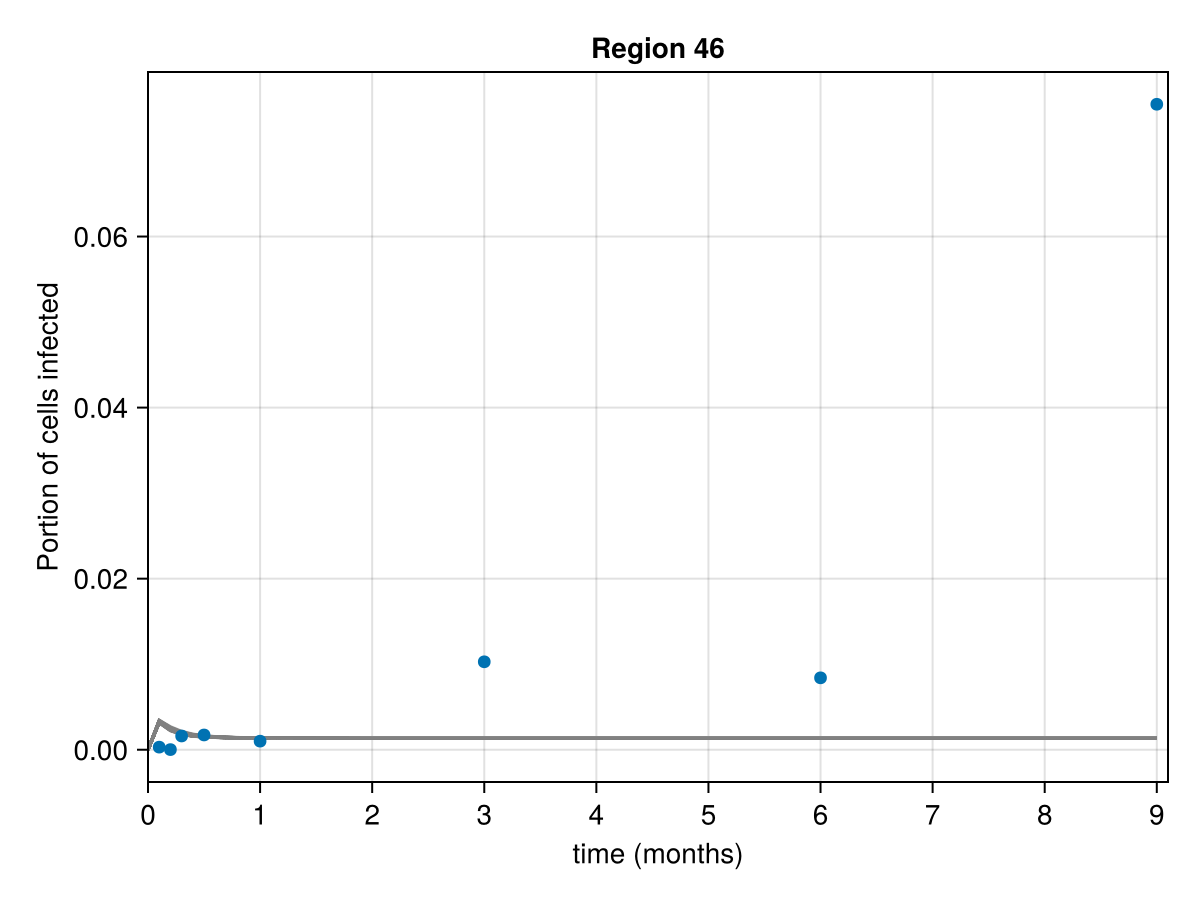 Region 46
Portion of cells infected
0.06
0.04
0.02
0.00
0 1 2 3 4 5 6 7 8 9
time (months)